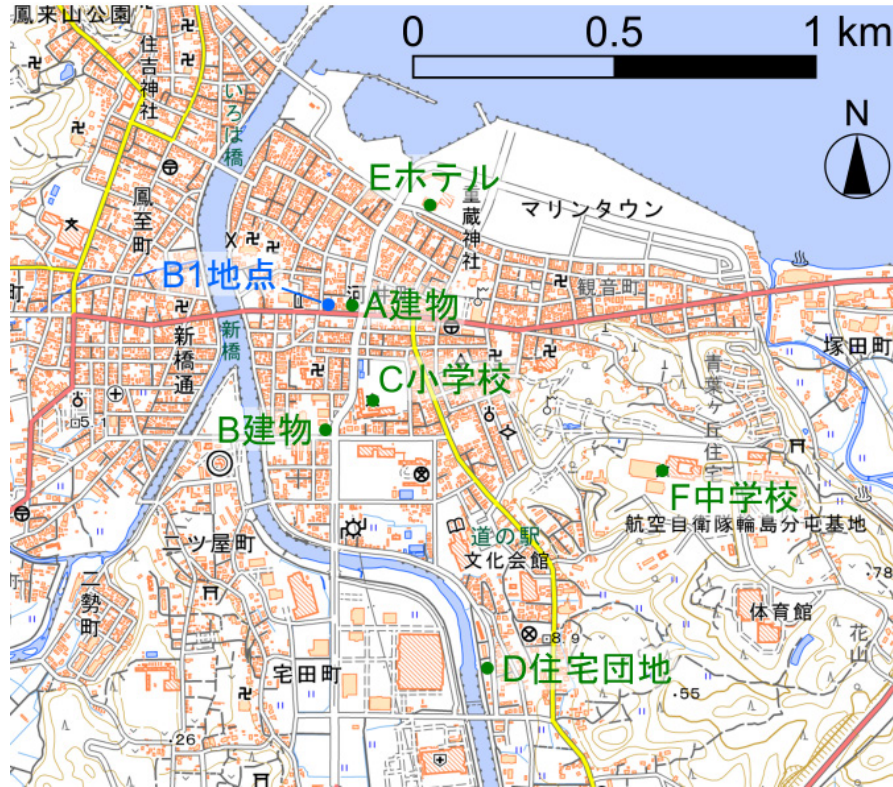 鳳来山公園
0 0.5 1 km
住吉神社
いろは橋
N
Eホテル
重蔵神社
マリンタウン
鳳至町
B1地点
A建物
河井町
観音町
町
新橋通
新橋
塚田町
C小学校
青葉ヶ丘住宅
5.1
B建物
F中学校
航空自衛隊輪島分屯基地
道の駅
文化会館
二ツ屋町
78
町
二勢町
体育館
8.9
花山
宅田町
D住宅団地
55
26